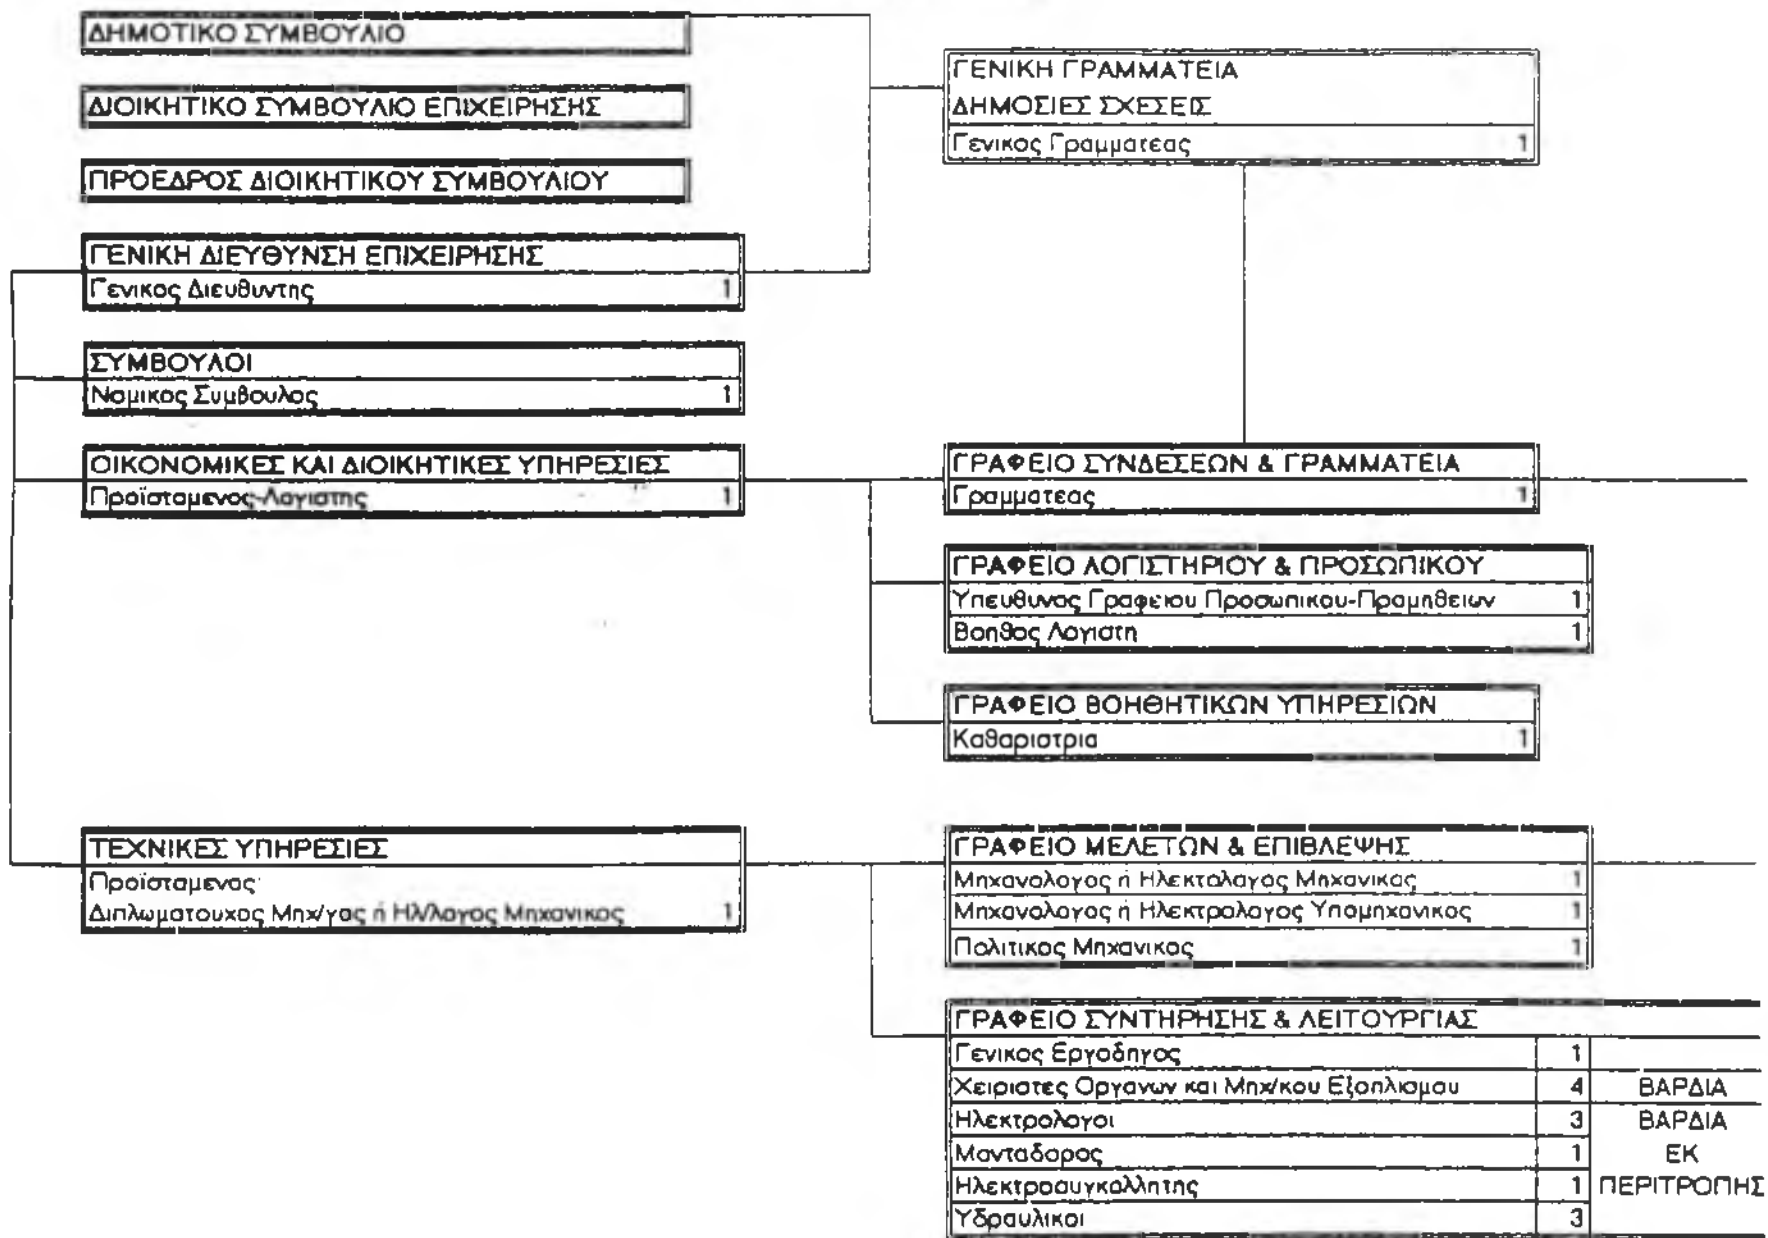 ΔΗΜΟΤΙΚΟ ΣΥΜΒΟΥΛΙΟ
ΔΙΟΙΚΗΤΙΚΟ ΣΥΜΒΟΥΛΙΟ ΕΠΙΧΕΙΡΗΣΗΣ
ΠΡΟΕΔΡΟΣ ΔΙΟΙΚΗΤΙΚΟΥ ΣΥΜΒΟΥΛΙΟΥ
ΓΕΝΙΚΗ ΔΙΕΥΘΥΝΣΗ ΕΠΙΧΕΙΡΗΣΗΣ
Γενικος Διευθυντης 1
ΣΥΜΒΟΥΛΟΙ
Νομικος Συμβουλος 1
ΟΙΚΟΝΟΜΙΚΕΣ ΚΑΙ ΔΙΟΙΚΗΤΙΚΕΣ ΥΠΗΡΕΣΙΕΣ
Προϊσταμενος-Λογιστης 1
ΤΕΧΝΙΚΕΣ ΥΠΗΡΕΣΙΕΣ
Προϊσταμενος
Διπλωματουχος Μηχ/γος ή Ηλ/λογος Μηχανικος 1
ΓΕΝΙΚΗ ΓΡΑΜΜΑΤΕΙΑ
ΔΗΜΟΣΙΕΣ ΣΧΕΣΕΙΣ
Γενικος Γραμματεας 1
ΓΡΑΦΕΙΟ ΣΥΝΔΕΣΕΩΝ & ΓΡΑΜΜΑΤΕΙΑ
Γραμματεας 1
ΓΡΑΦΕΙΟ ΛΟΓΙΣΤΗΡΙΟΥ & ΠΡΟΣΩΠΙΚΟΥ
Υπευθυνος Γραφειου Προσωπικου-Προμηθειων 1
Βοηθος Λογιστη 1
ΓΡΑΦΕΙΟ ΒΟΗΘΗΤΙΚΩΝ ΥΠΗΡΕΣΙΩΝ
Καθαριστρια 1
ΓΡΑΦΕΙΟ ΜΕΛΕΤΩΝ & ΕΠΙΒΛΕΨΗΣ
Μηχανολογος ή Ηλεκτολογος Μηχανικος 1
Μηχανολογος ή Ηλεκτρολογος Υπομηχανικος 1
Πολιτικος Μηχανικος 1
ΓΡΑΦΕΙΟ ΣΥΝΤΗΡΗΣΗΣ & ΛΕΙΤΟΥΡΓΙΑΣ
Γενικος Εργοδηγος 1
Χειριστες Οργανων και Μηχ/κου Εξοπλισμου 4 ΒΑΡΔΙΑ
Ηλεκτρολογοι 3 ΒΑΡΔΙΑ
Μανταδορος 1 ΕΚ
Ηλεκτροσυγκολλητης 1 ΠΕΡΙΤΡΟΠΗΣ
Υδραυλικοι 3